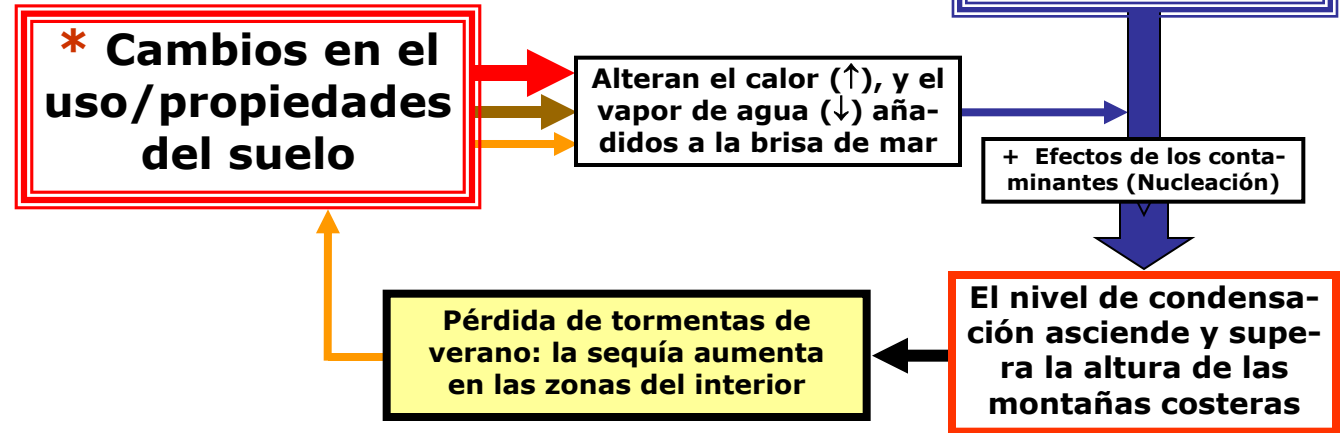 * Cambios en el
uso/propiedades
del suelo
Alteran el calor (↑), y el
vapor de agua (↓) aña-
didos a la brisa de mar
+ Efectos de los conta-
minantes (Nucleación)
El nivel de condensa-
ción asciende y supe-
ra la altura de las
montañas costeras
Pérdida de tormentas de
verano: la sequía aumenta
en las zonas del interior